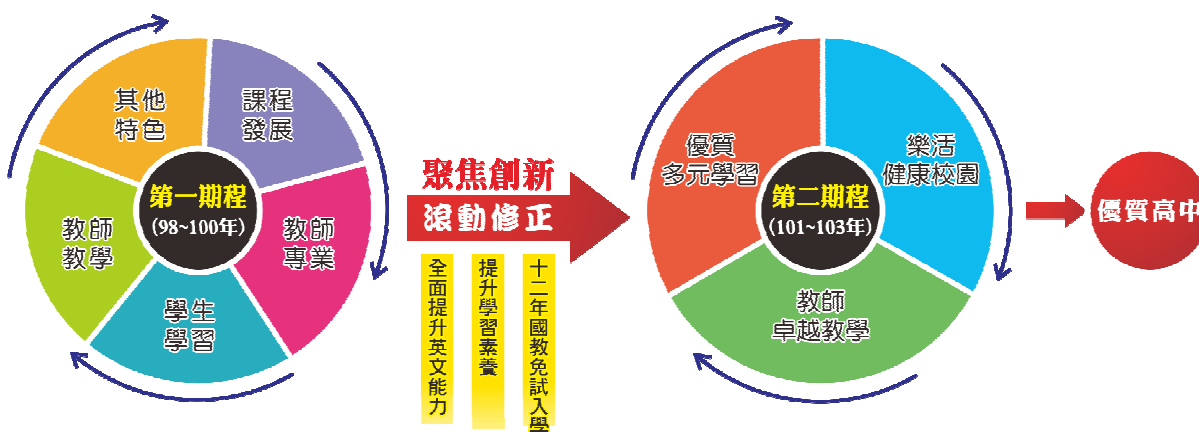 其他
特色
課程
發展
教師
專業
學生
學習
教師
教學
第一期程
(98~100年)
聚焦創新
滾動修正
全面提升英文能力
提升學習素養
十二年國教免試入學
優質
多元學習
樂活
健康校園
教師
卓越教學
第二期程
(101~103年)
優質高中